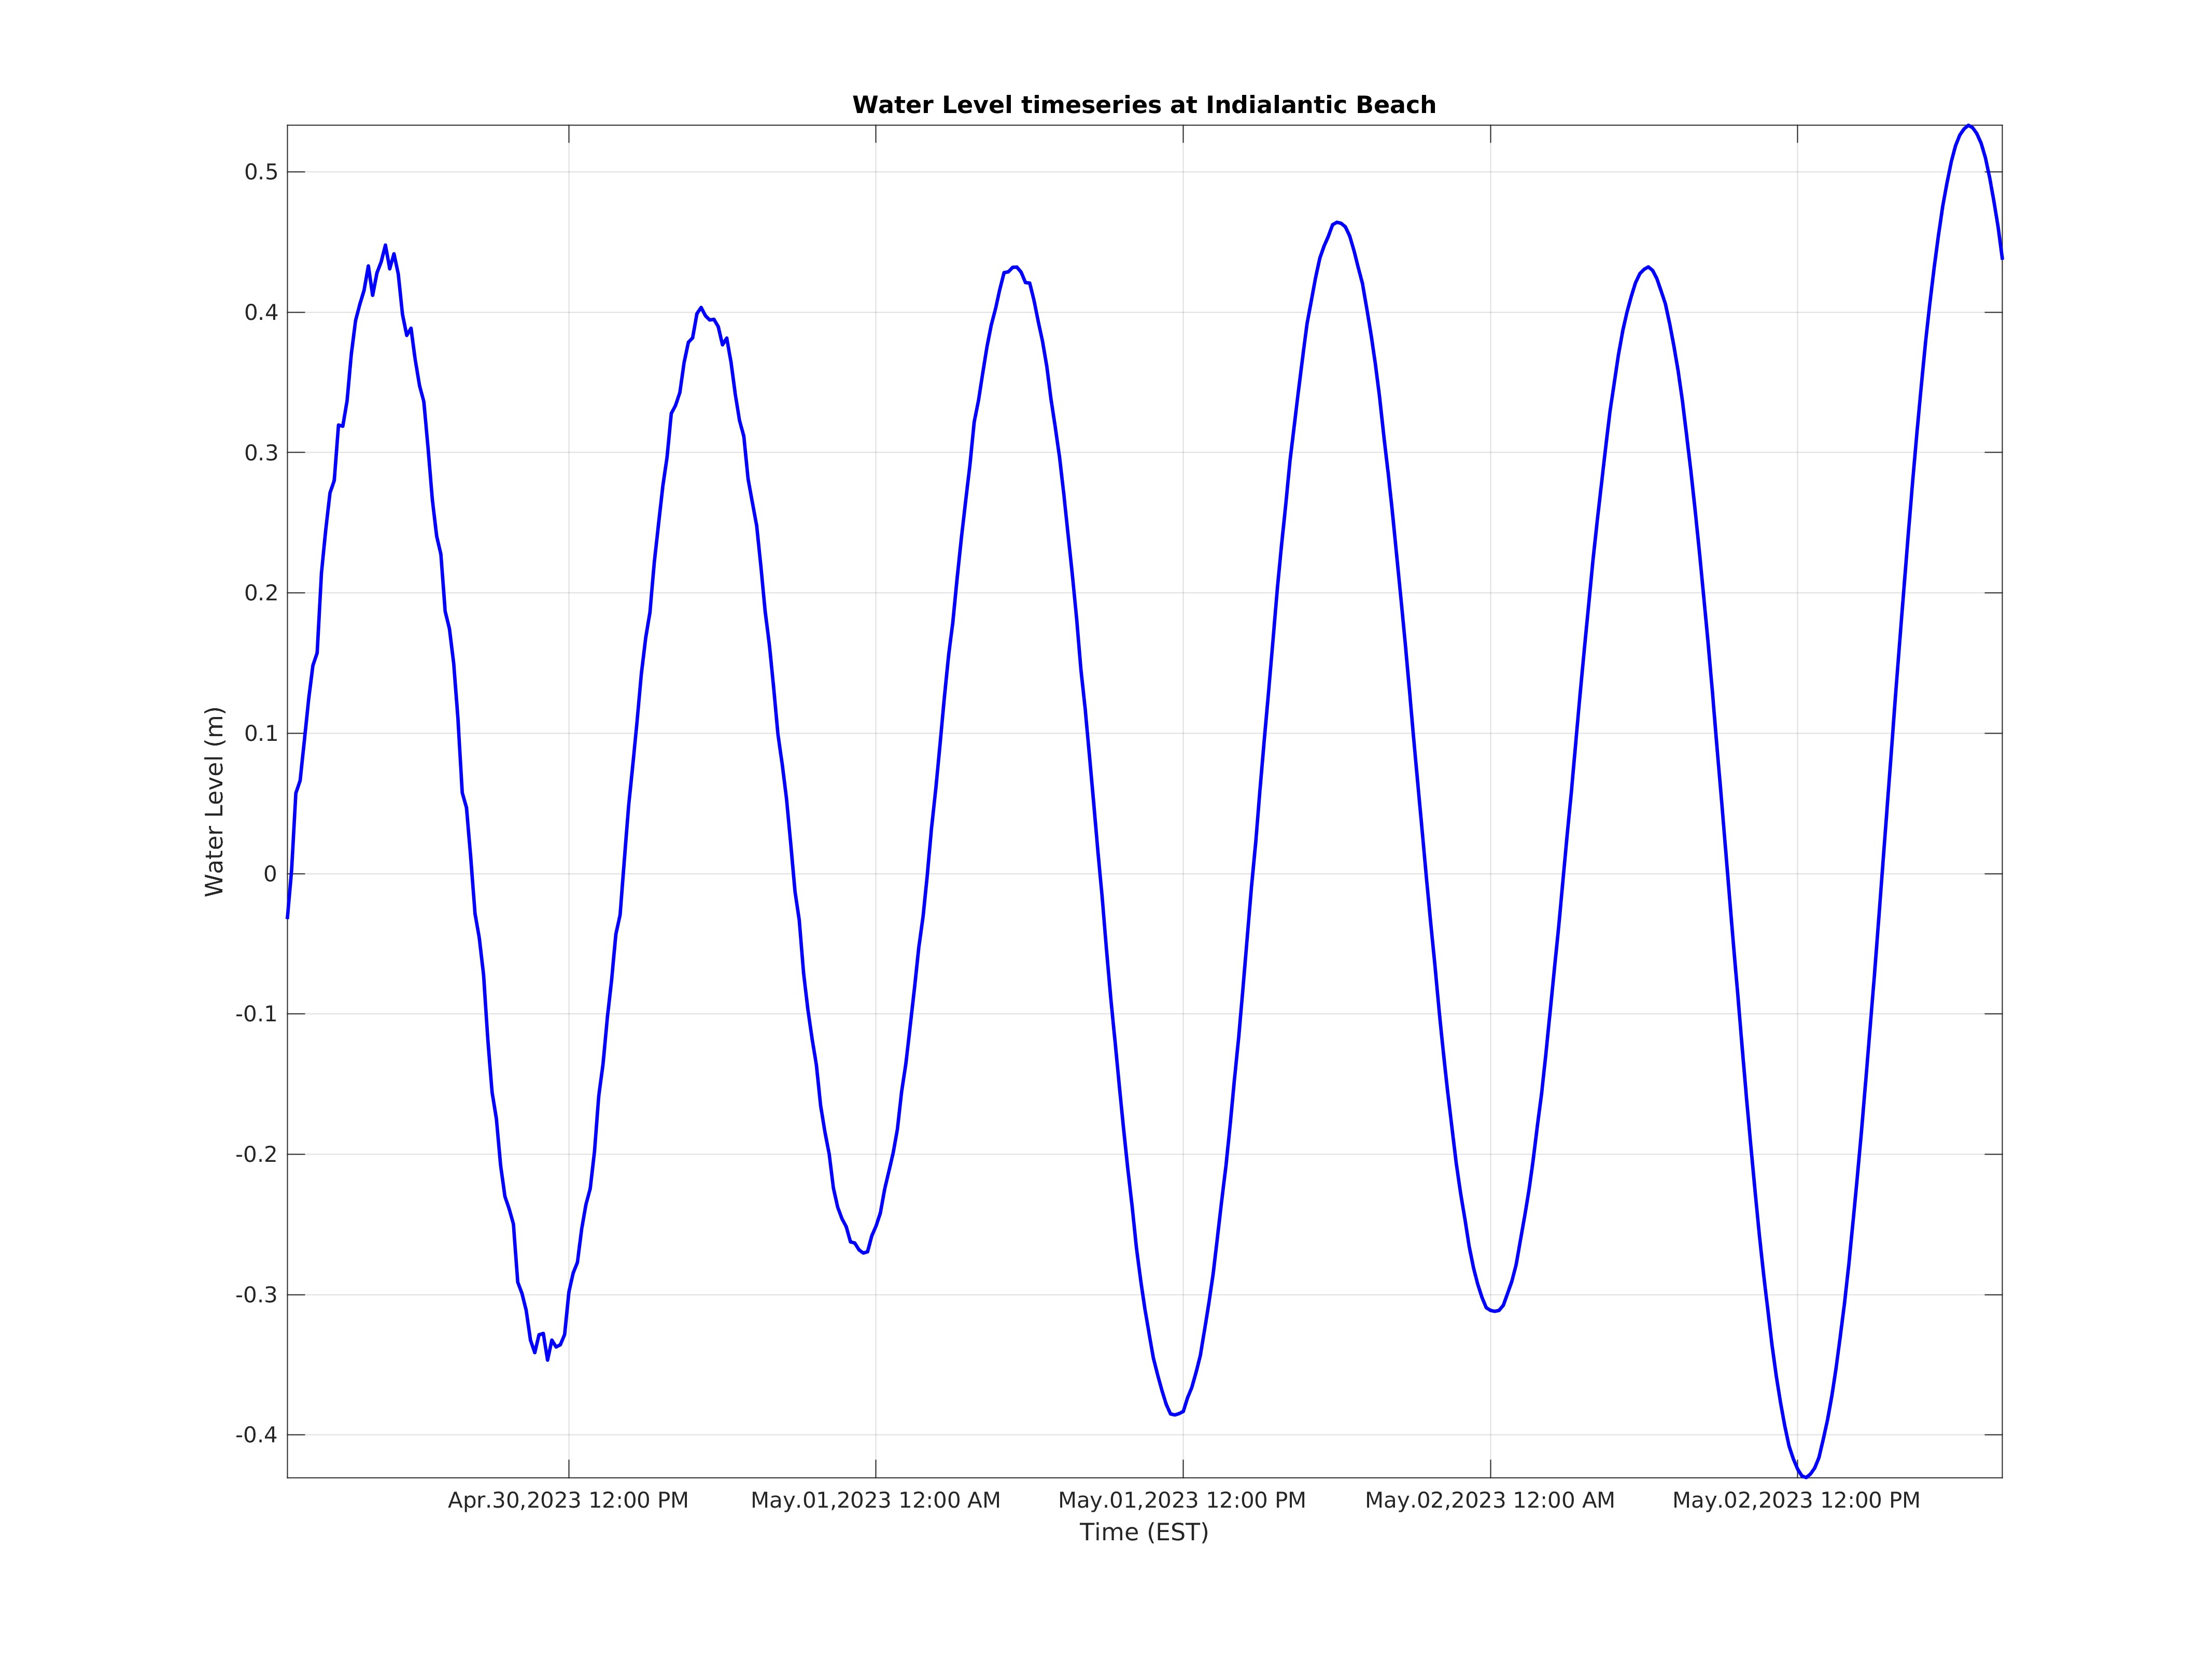 Water Level timeseries at Indialantic Beach
0.5
0.4
0.3
0.2
0.1
0
-0.1
-0.2
-0.3
-0.4
Water Level (m)
Apr.30,2023 12:00 PM
May.01,2023 12:00 AM
May.01,2023 12:00 PM
May.02,2023 12:00 AM
May.02,2023 12:00 PM
Time (EST)